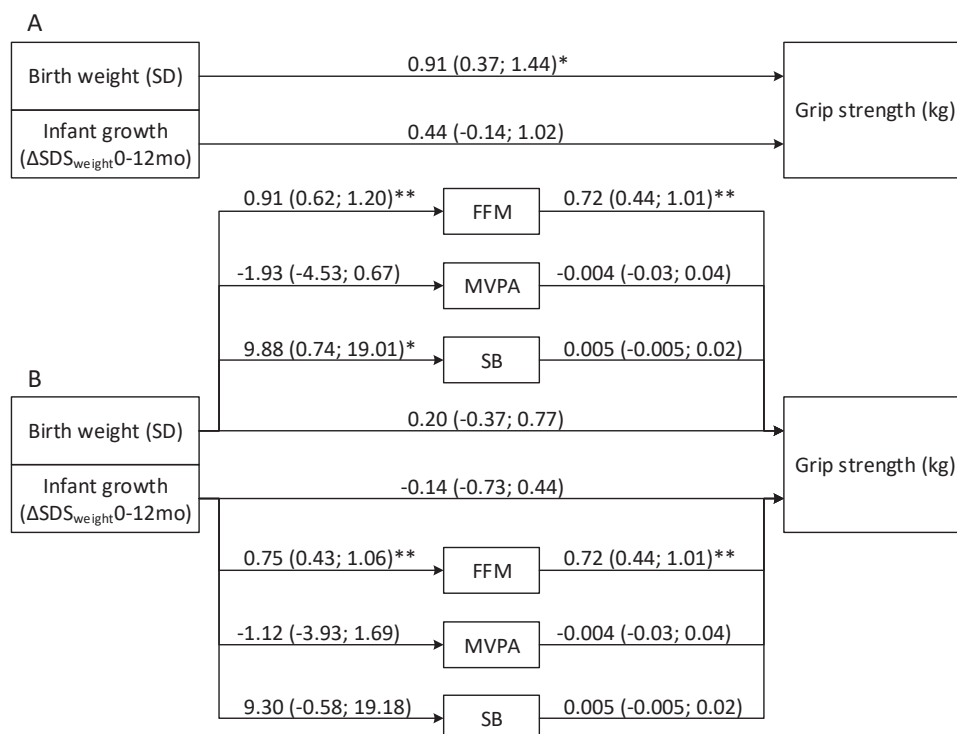 A
Birth weight (SD)
0.91 (0.37; 1.44)*
Grip strength (kg)
Infant growth
(ΔSDSweight0-12mo)
0.44 (-0.14; 1.02)
0.91 (0.62; 1.20)**
FFM
0.72 (0.44; 1.01)**
-1.93 (-4.53; 0.67)
MVPA
-0.004 (-0.03; 0.04)
9.88 (0.74; 19.01)*
SB
0.005 (-0.005; 0.02)
B
Birth weight (SD)
0.20 (-0.37; 0.77)
Grip strength (kg)
Infant growth
(ΔSDSweight0-12mo)
-0.14 (-0.73; 0.44)
0.75 (0.43; 1.06)**
FFM
0.72 (0.44; 1.01)**
-1.12 (-3.93; 1.69)
MVPA
-0.004 (-0.03; 0.04)
9.30 (-0.58; 19.18)
SB
0.005 (-0.005; 0.02)